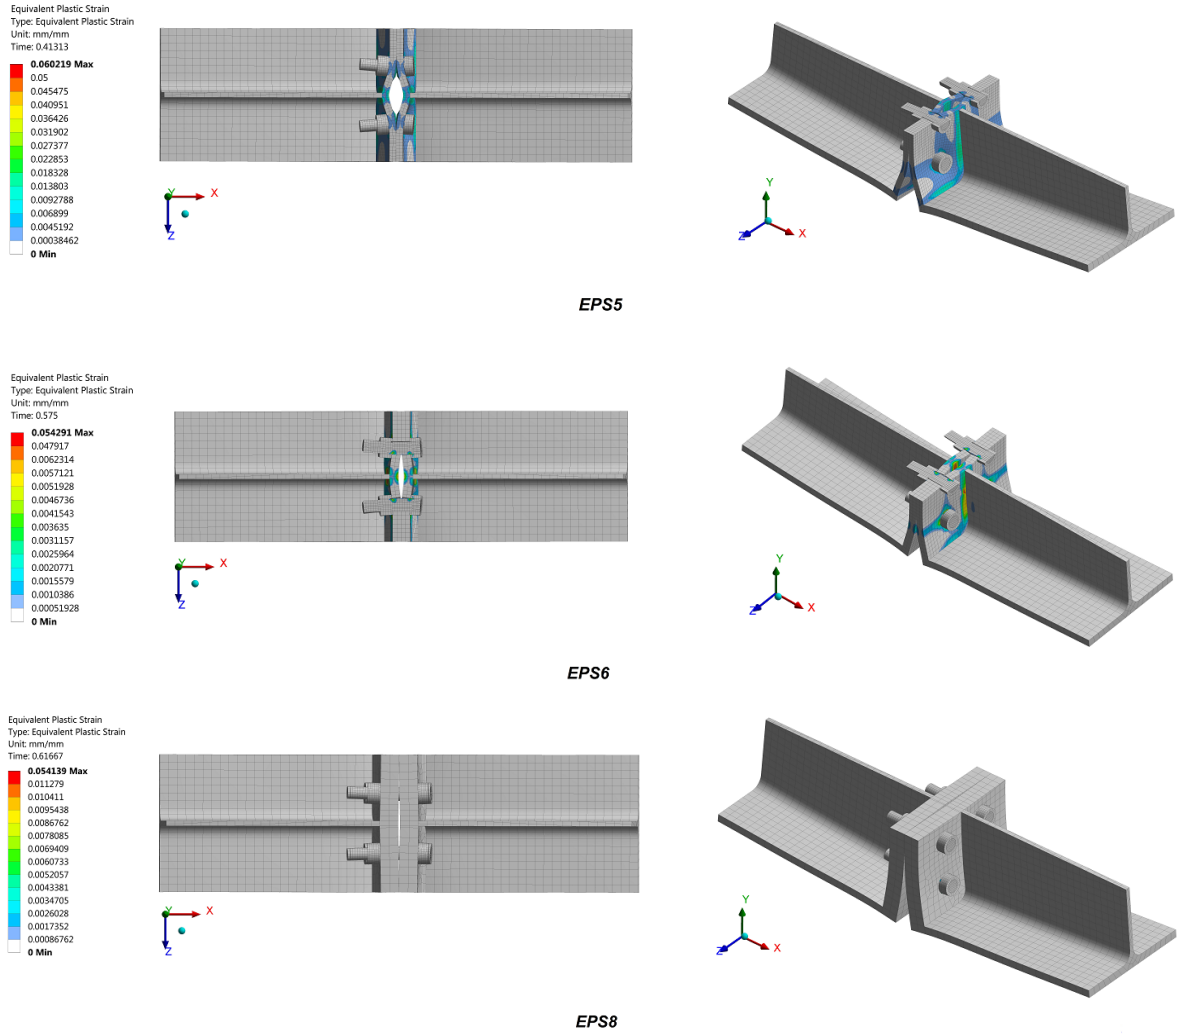 Equivalent Plastic Strain
Type: Equivalent Plastic Strain
Unit: mm/mm
Time: 0.41313
0.060219 Max
0.05
0.045475
0.040951
0.036426
0.031902
0.027377
0.022853
0.018328
0.013803
0.0092788
0.006899
0.0045192
0.00038462
0 Min
Y
X
Z
Y
Z
X
EPS5
Equivalent Plastic Strain
Type: Equivalent Plastic Strain
Unit: mm/mm
Time: 0.575
0.054291 Max
0.047917
0.0062314
0.0057121
0.0051928
0.0046736
0.0041543
0.003635
0.0031157
0.0025964
0.0020771
0.0015579
0.0010386
0.00051928
0 Min
Y
X
Z
Y
Z
X
EPS6
Equivalent Plastic Strain
Type: Equivalent Plastic Strain
Unit: mm/mm
Time: 0.61667
0.054139 Max
0.011279
0.010411
0.0095438
0.0086762
0.0078085
0.0069409
0.0060733
0.0052057
0.0043381
0.0034705
0.0026028
0.0017352
0.00086762
0 Min
Y
X
Z
Y
Z
X
EPS8